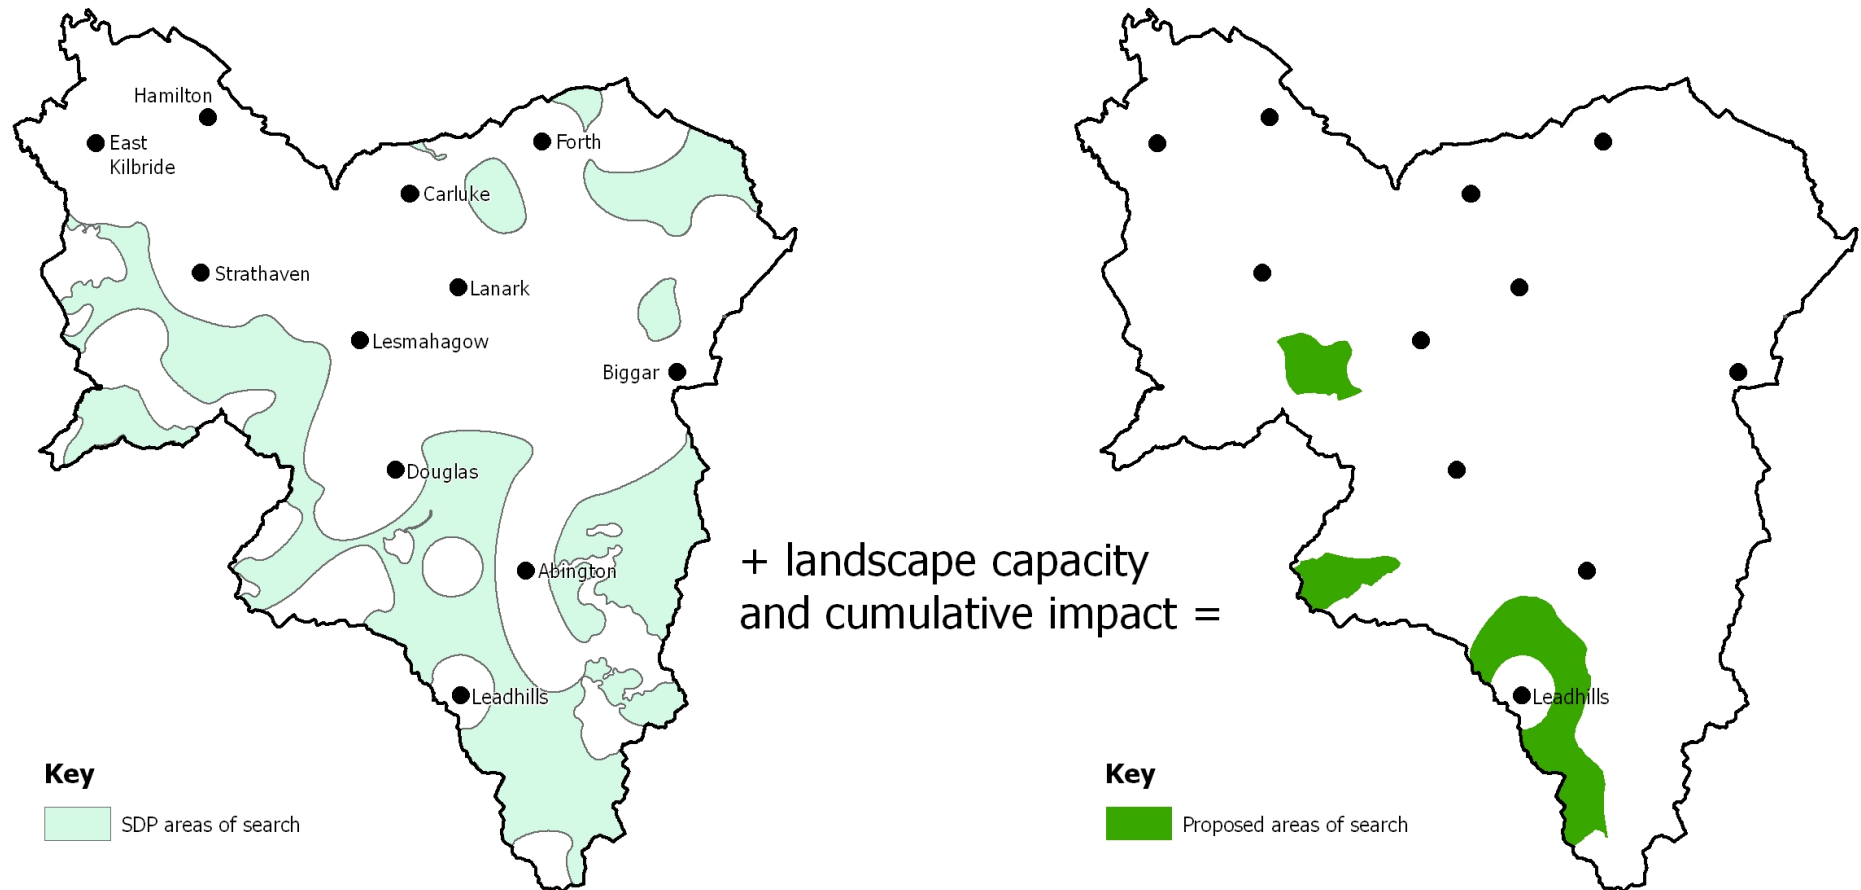 Hamilton
East
Kilbride
Forth
Carluke
Strathaven
Lanark
Lesmahagow
Biggar
Douglas
Abington
Leadhills
Key
SDP areas of search
+ landscape capacity
and cumulative impact =
Leadhills
Key
Proposed areas of search